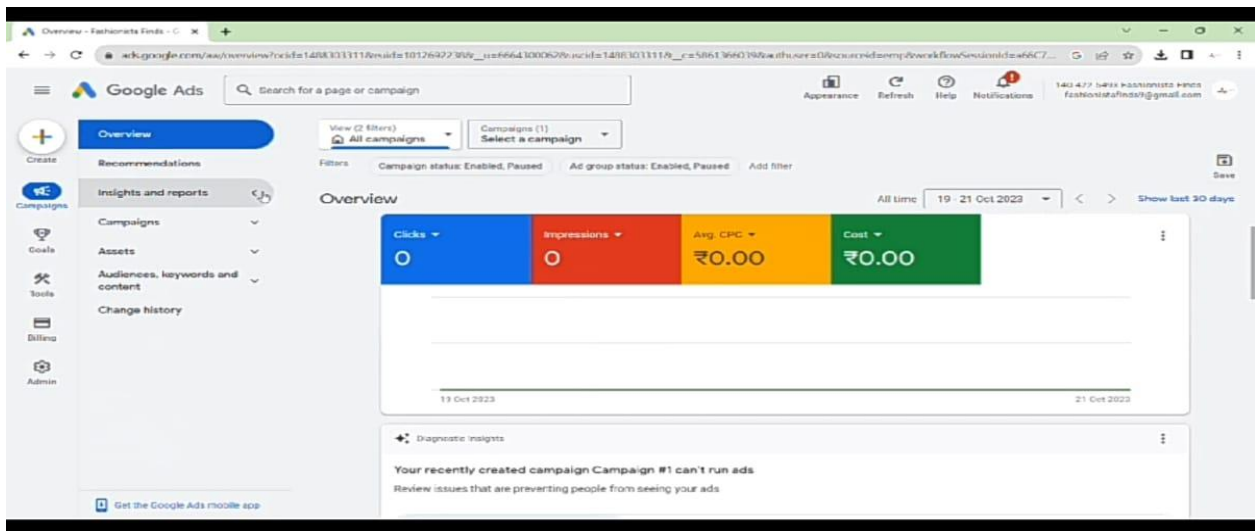 Overview - Fashionista Finds - G
Google Ads
Search for a page or campaign
Appearance
Refresh
Help
Notifications
Fashionista Finds
fashionistafinds9@gmail.com
Create
Campaigns
Goals
Tools
Billing
Admin
Overview
Recommendations
Insights and reports
Campaigns
Assets
Audiences, keywords and
content
Change history
Get the Google Ads mobile app
View (2 filters)
All campaigns
Campaigns (1)
Select a campaign
Filters
Campaign status: Enabled, Paused
Ad group status: Enabled, Paused
Add filter
Save
Overview
All time
19 - 21 Oct 2023
Show last 30 days
Clicks
0
Impressions
0
Avg. CPC
₹0.00
Cost
₹0.00
19 Oct 2023
21 Oct 2023
Diagnostic insights
Your recently created campaign Campaign #1 can't run ads
Review issues that are preventing people from seeing your ads